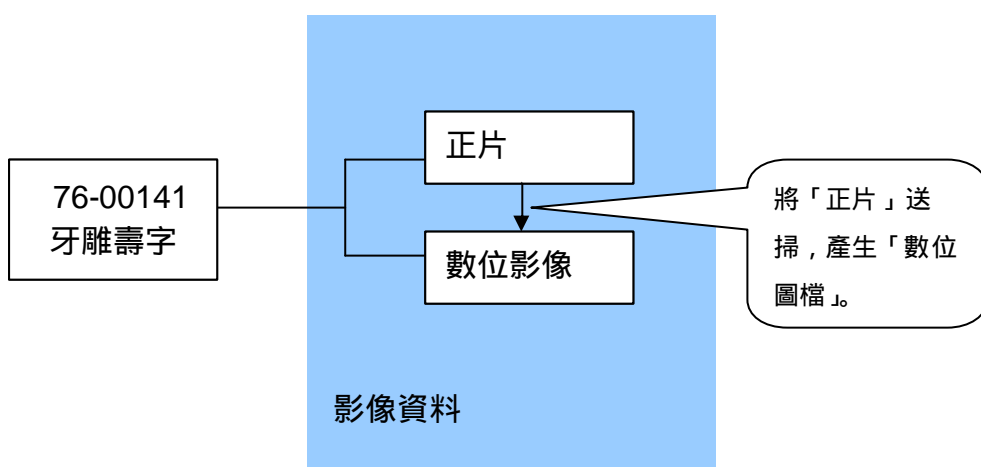 76-00141
牙雕壽字
正片
數位影像
將「正片」送
掃,產生「數位
圖檔」。
影像資料